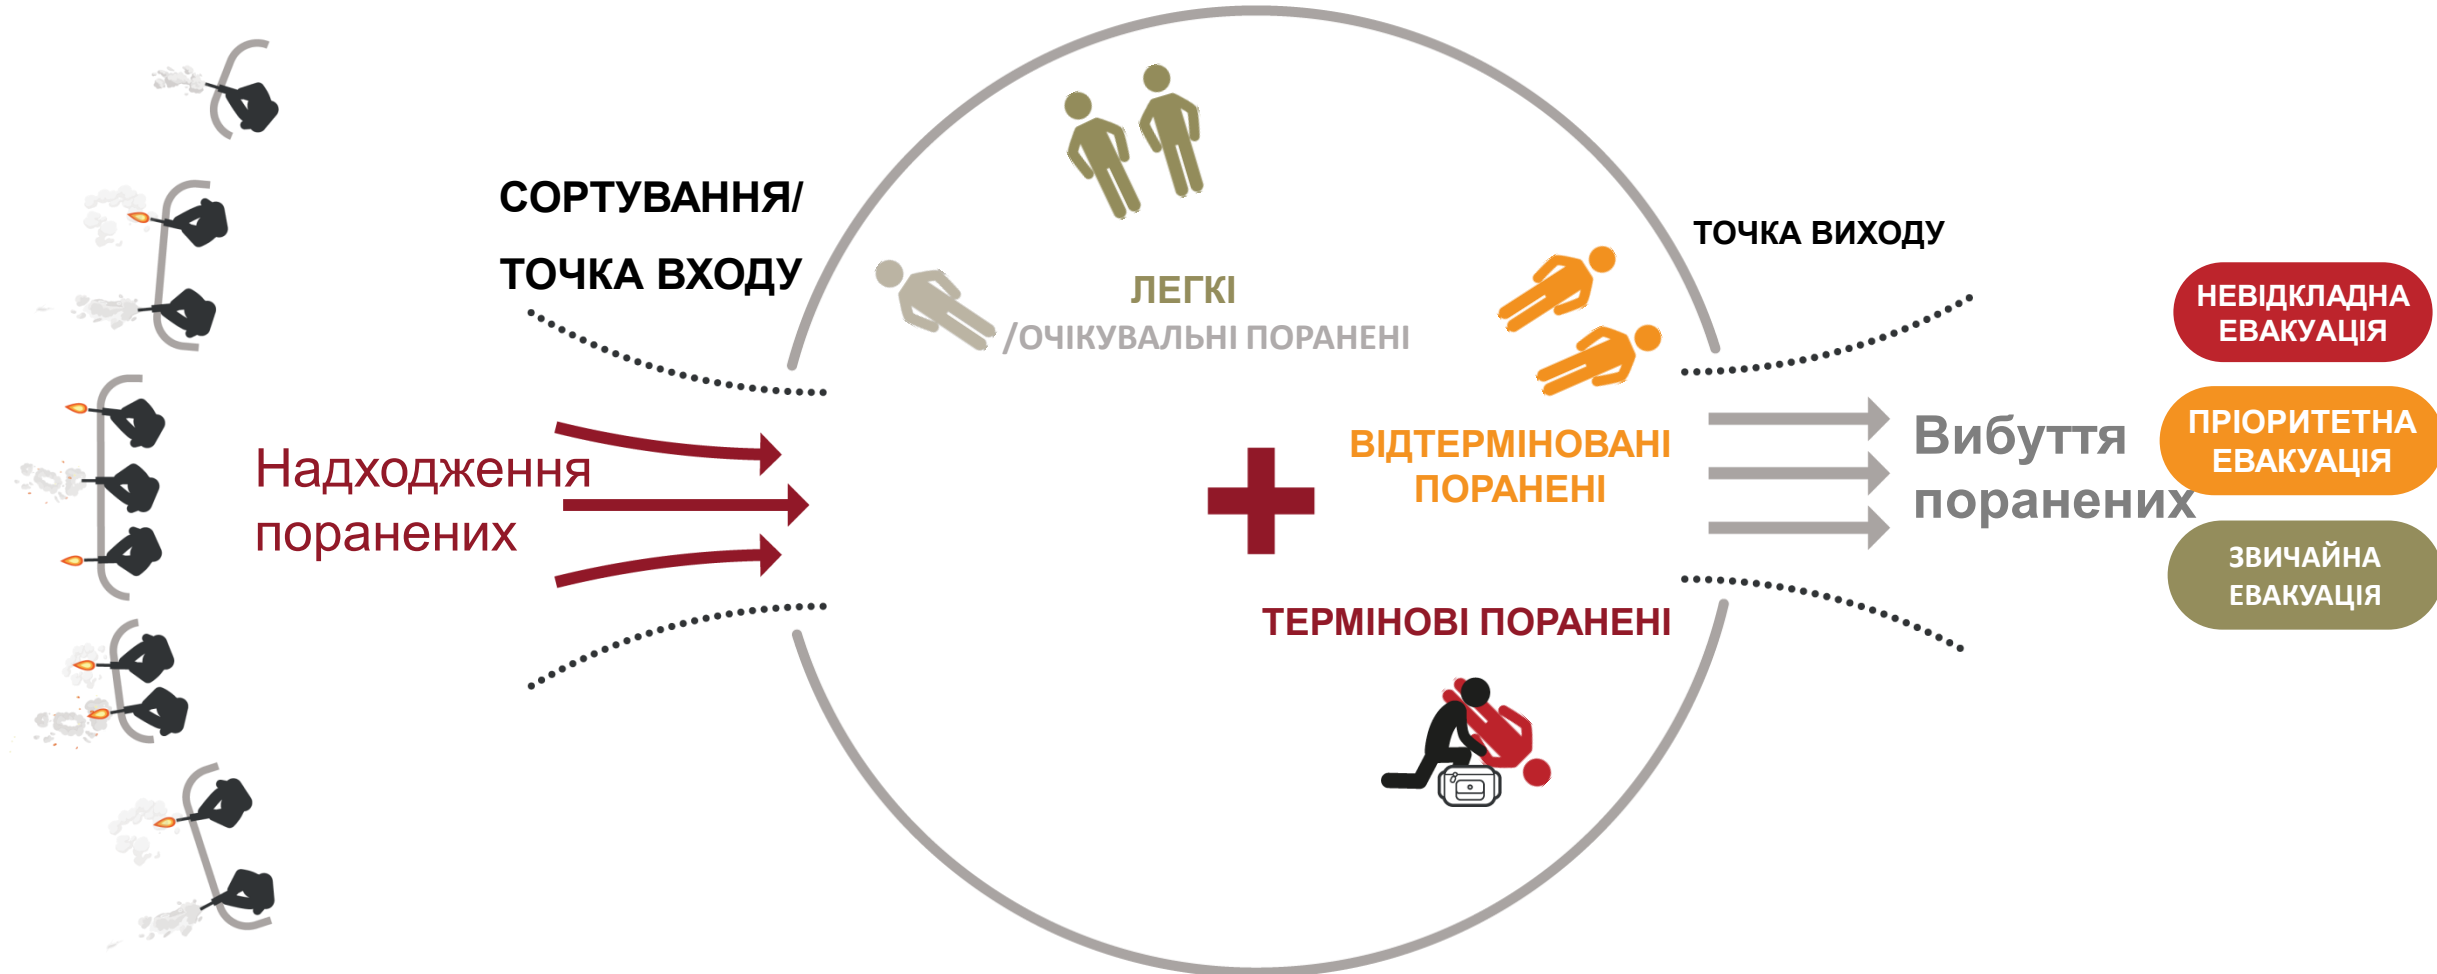 СОРТУВАННЯ/
ТОЧКА ВХОДУ
Надходження
поранених
ЛЕГКІ
/ОЧІКУВАЛЬНІ ПОРАНЕНІ
ВІДТЕРМІНОВАНІ
ПОРАНЕНІ
ТЕРМІНОВІ ПОРАНЕНІ
ТОЧКА ВИХОДУ
Вибуття
поранених
НЕВІДКЛАДНА
ЕВАКУАЦІЯ
ПРІОРИТЕТНА
ЕВАКУАЦІЯ
ЗВИЧАЙНА
ЕВАКУАЦІЯ